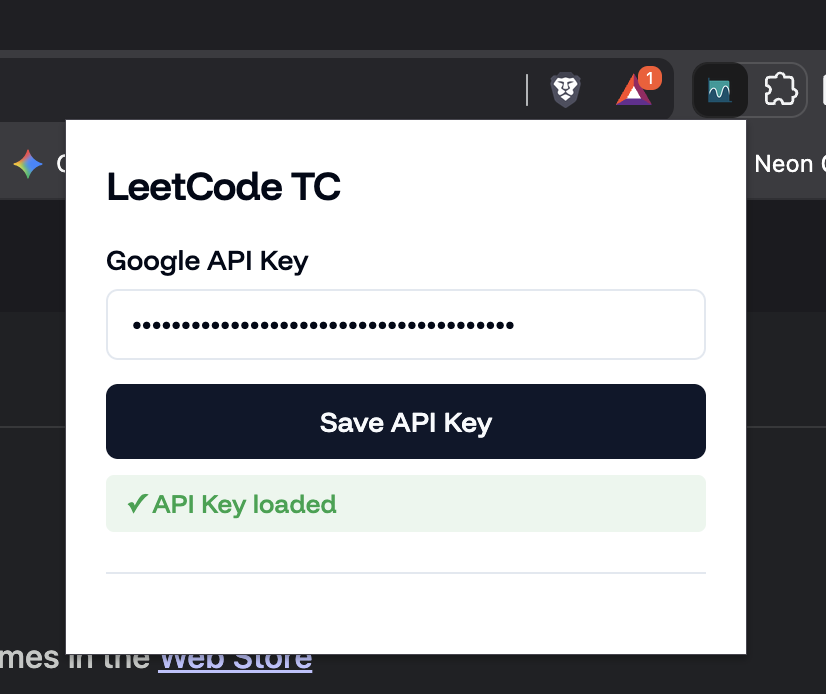 1
Neon
LeetCode TC
Google API Key
•••••••••••••••••••••••••••••••••••••••
Save API Key
✓ API Key loaded
mes in the Web Store